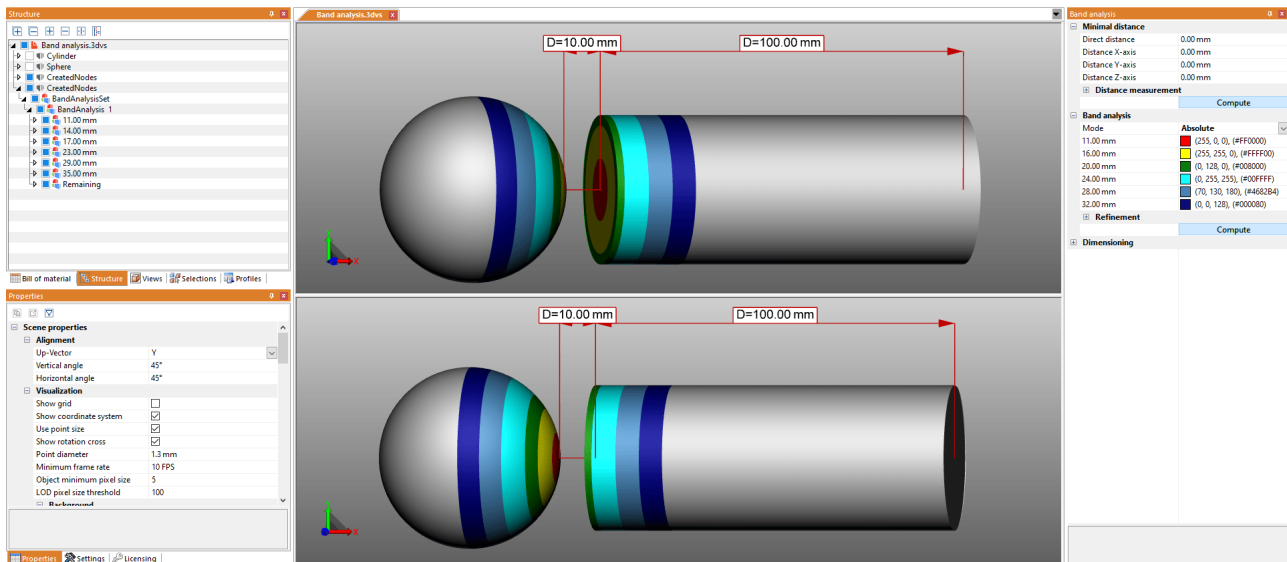 Structure
Band analysis.3dvs
Cylinder
Sphere
CreatedNodes
CreatedNodes
BandAnalysisSet
BandAnalysis 1
11.00 mm
14.00 mm
17.00 mm
23.00 mm
29.00 mm
35.00 mm
Remaining
Bill of material Structure Views Selections Profiles
Properties
Scene properties
Alignment
Up-Vector Y
Vertical angle 45°
Horizontal angle 45°
Visualization
Show grid
Show coordinate system
Use point size
Show rotation cross
Point diameter 1.3 mm
Minimum frame rate 10 FPS
Object minimum pixel size 5
LOD pixel size threshold 100
Background
Properties Settings Licensing
Band analysis.3dvs
D=10.00 mm D=100.00 mm
D=10.00 mm D=100.00 mm
Band analysis
Minimal distance
Direct distance 0.00 mm
Distance X-axis 0.00 mm
Distance Y-axis 0.00 mm
Distance Z-axis 0.00 mm
Distance measurement
Compute
Band analysis
Mode Absolute
11.00 mm (255, 0, 0), (#FF0000)
16.00 mm (255, 255, 0), (#FFFF00)
20.00 mm (0, 128, 0), (#008000)
24.00 mm (0, 255, 255), (#00FFFF)
28.00 mm (70, 130, 180), (#4682B4)
32.00 mm (0, 0, 128), (#000080)
Refinement
Compute
Dimensioning